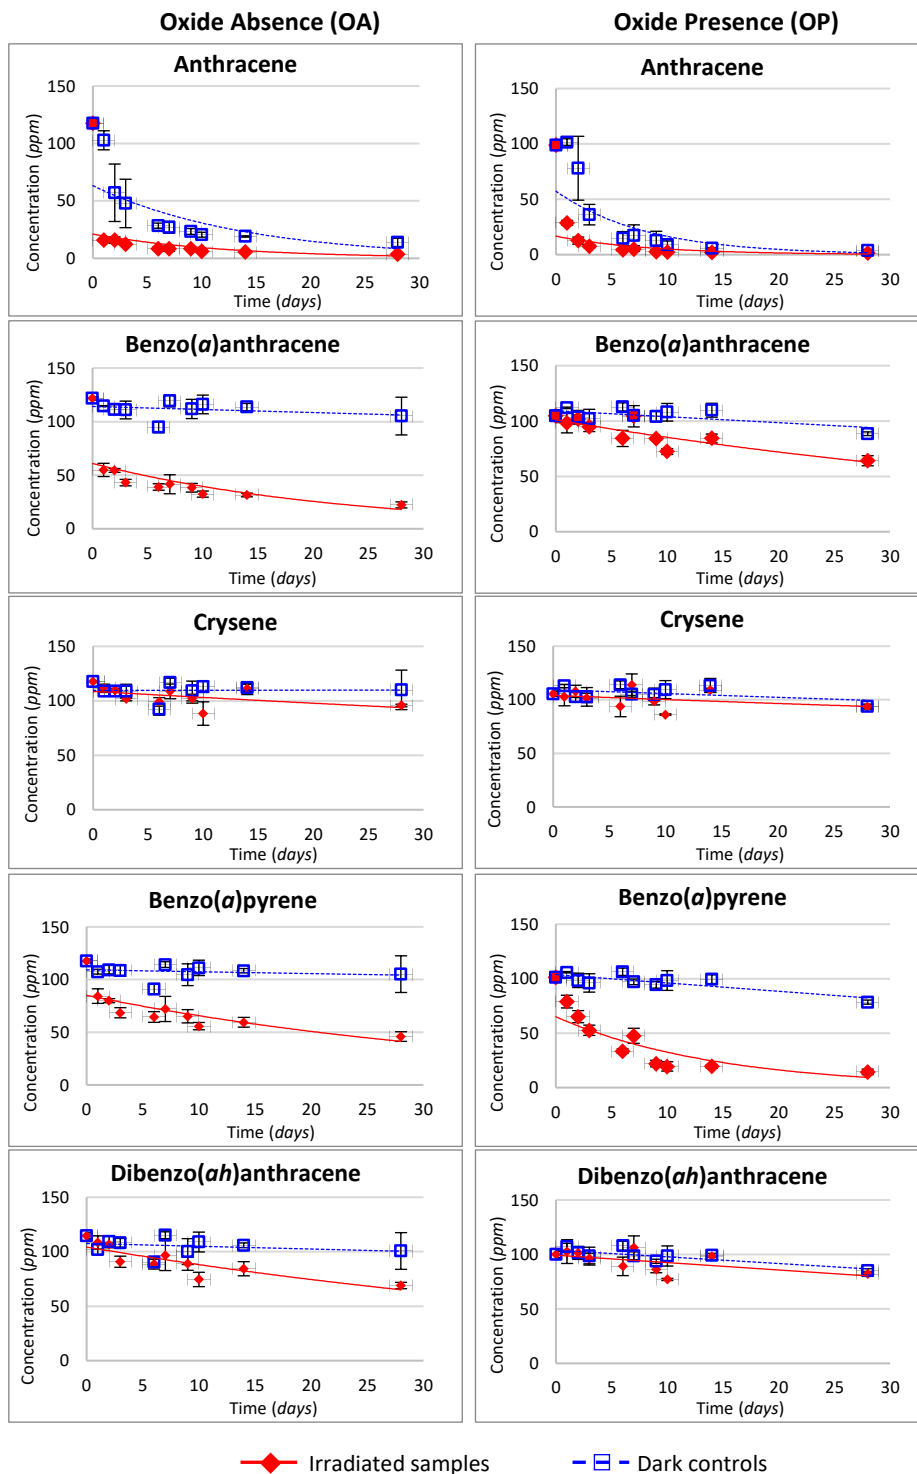 Oxide Absence (OA)
Oxide Presence (OP)
Anthracene
Concentration (ppm)
150
100
50
0
0 5 10 15 20 25 30
Time (days)
Anthracene
Concentration (ppm)
150
100
50
0
0 5 10 15 20 25 30
Time (days)
Benzo(a)anthracene
Concentration (ppm)
150
100
50
0
0 5 10 15 20 25 30
Time (days)
Benzo(a)anthracene
Concentration (ppm)
150
100
50
0
0 5 10 15 20 25 30
Time (days)
Crysene
Concentration (ppm)
150
100
50
0
0 5 10 15 20 25 30
Time (days)
Crysene
Concentration (ppm)
150
100
50
0
0 5 10 15 20 25 30
Time (days)
Benzo(a)pyrene
Concentration (ppm)
150
100
50
0
0 5 10 15 20 25 30
Time (days)
Benzo(a)pyrene
Concentration (ppm)
150
100
50
0
0 5 10 15 20 25 30
Time (days)
Dibenzo(ah)anthracene
Concentration (ppm)
150
100
50
0
0 5 10 15 20 25 30
Time (days)
Dibenzo(ah)anthracene
Concentration (ppm)
150
100
50
0
0 5 10 15 20 25 30
Time (days)
Irradiated samples
Dark controls